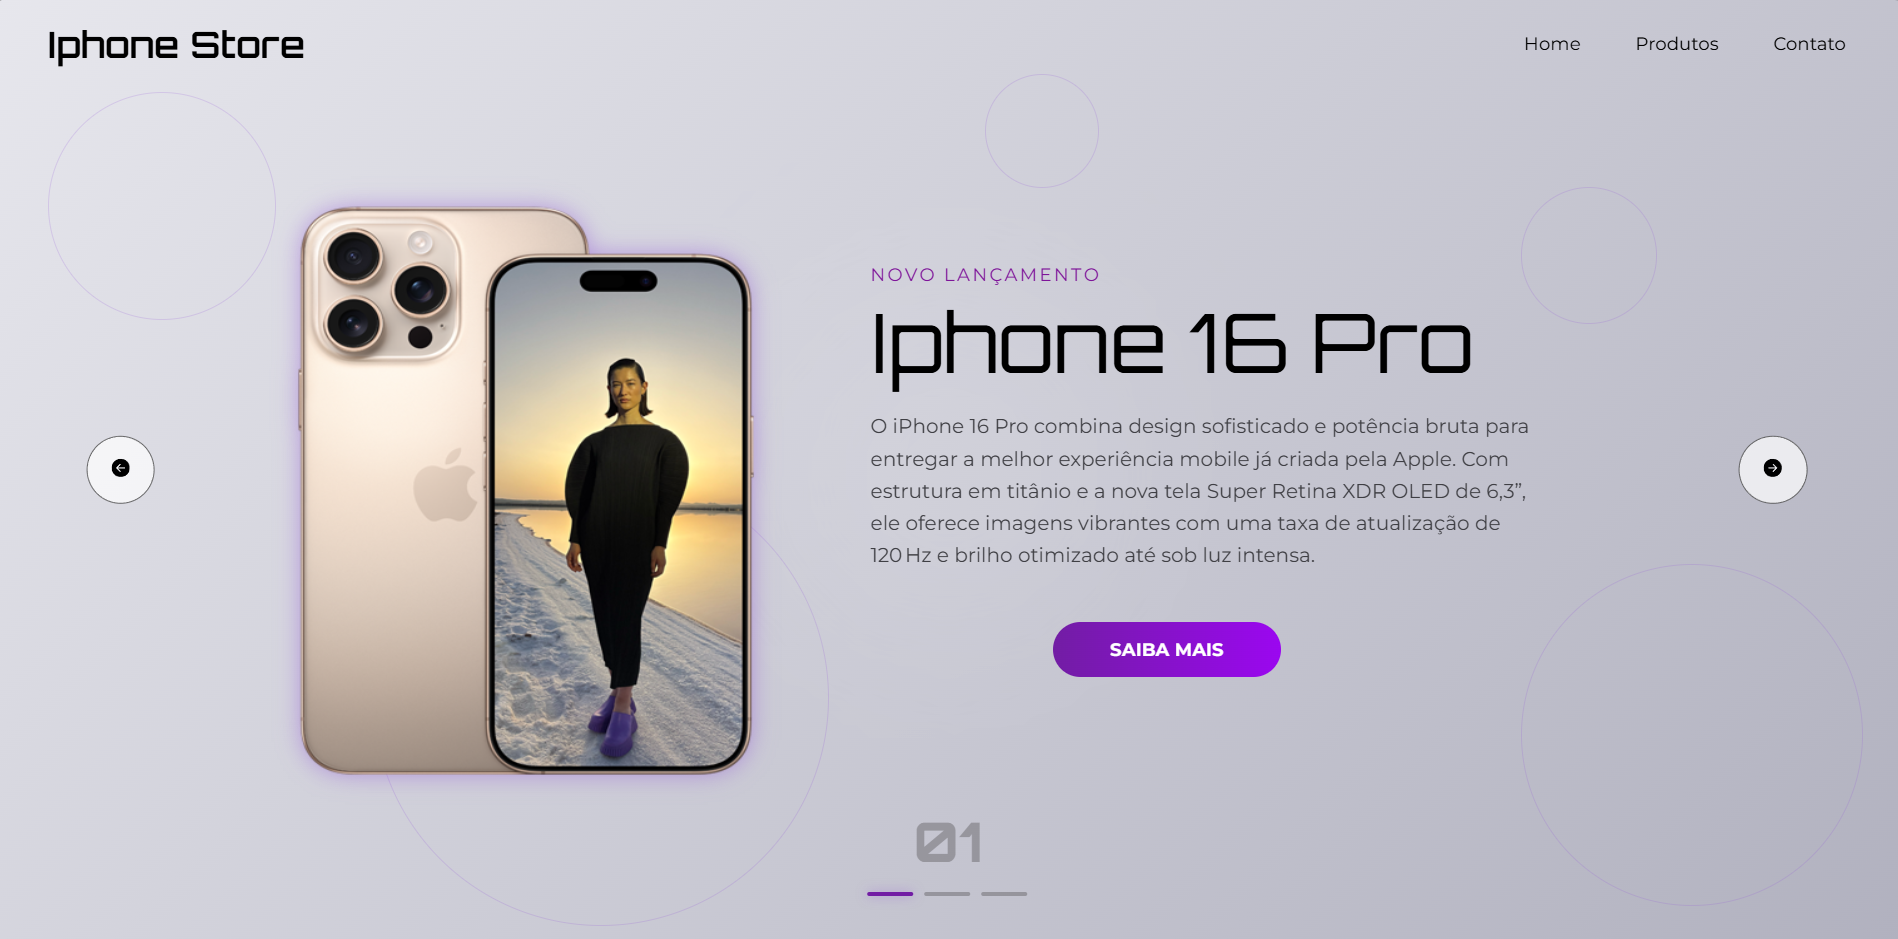 Iphone Store
Home
Produtos
Contato
NOVO LANÇAMENTO
Iphone 16 Pro
O iPhone 16 Pro combina design sofisticado e potência bruta para
entregar a melhor experiência mobile já criada pela Apple. Com
estrutura em titânio e a nova tela Super Retina XDR OLED de 6,3”,
ele oferece imagens vibrantes com uma taxa de atualização de
120 Hz e brilho otimizado até sob luz intensa.
SAIBA MAIS
01